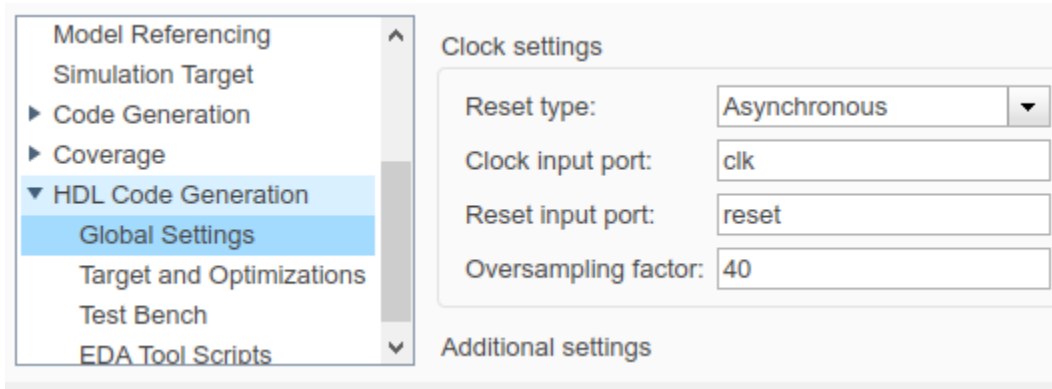 Model Referencing
Simulation Target
Code Generation
Coverage
HDL Code Generation
Global Settings
Target and Optimizations
Test Bench
EDA Tool Scripts
Clock settings
Reset type: Asynchronous
Clock input port: clk
Reset input port: reset
Oversampling factor: 40
Additional settings